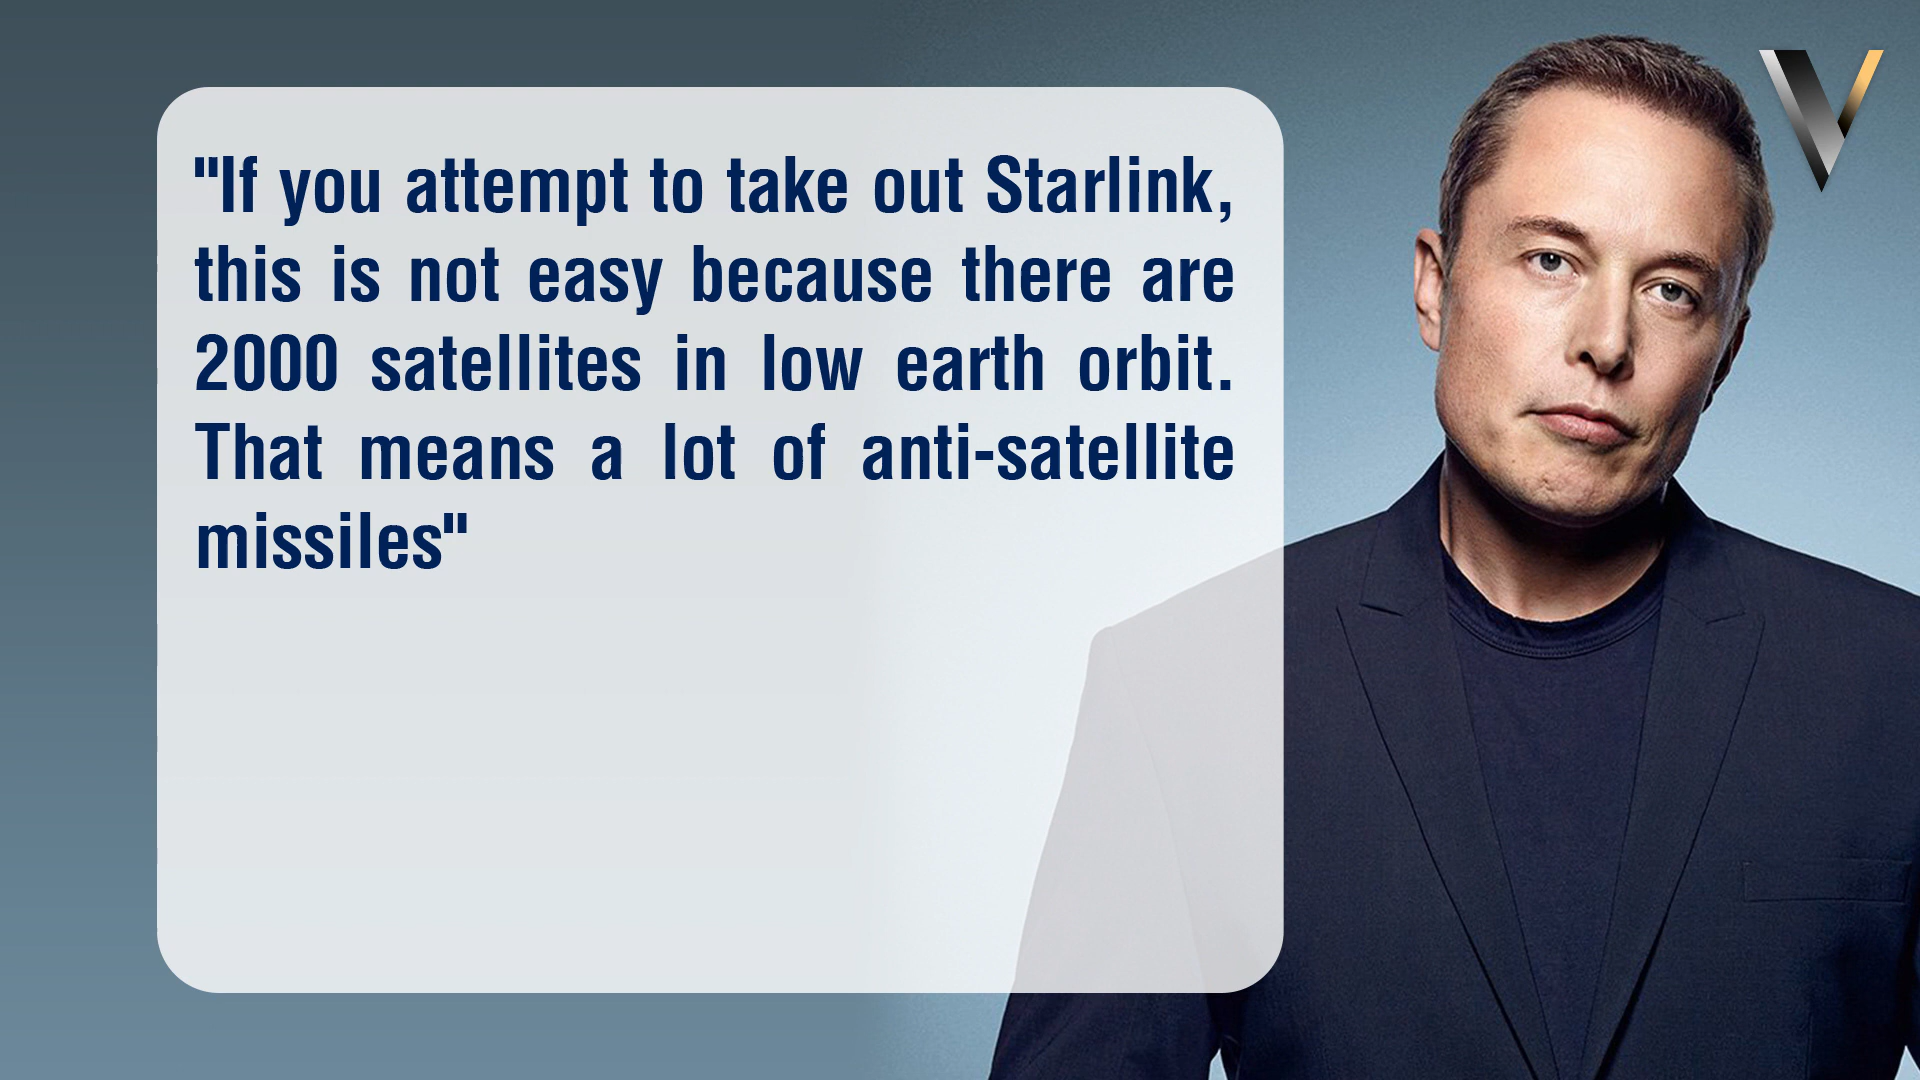 "If you attempt to take out Starlink,
this is not easy because there are
2000 satellites in low earth orbit.
That means a lot of anti-satellite
missiles"
V